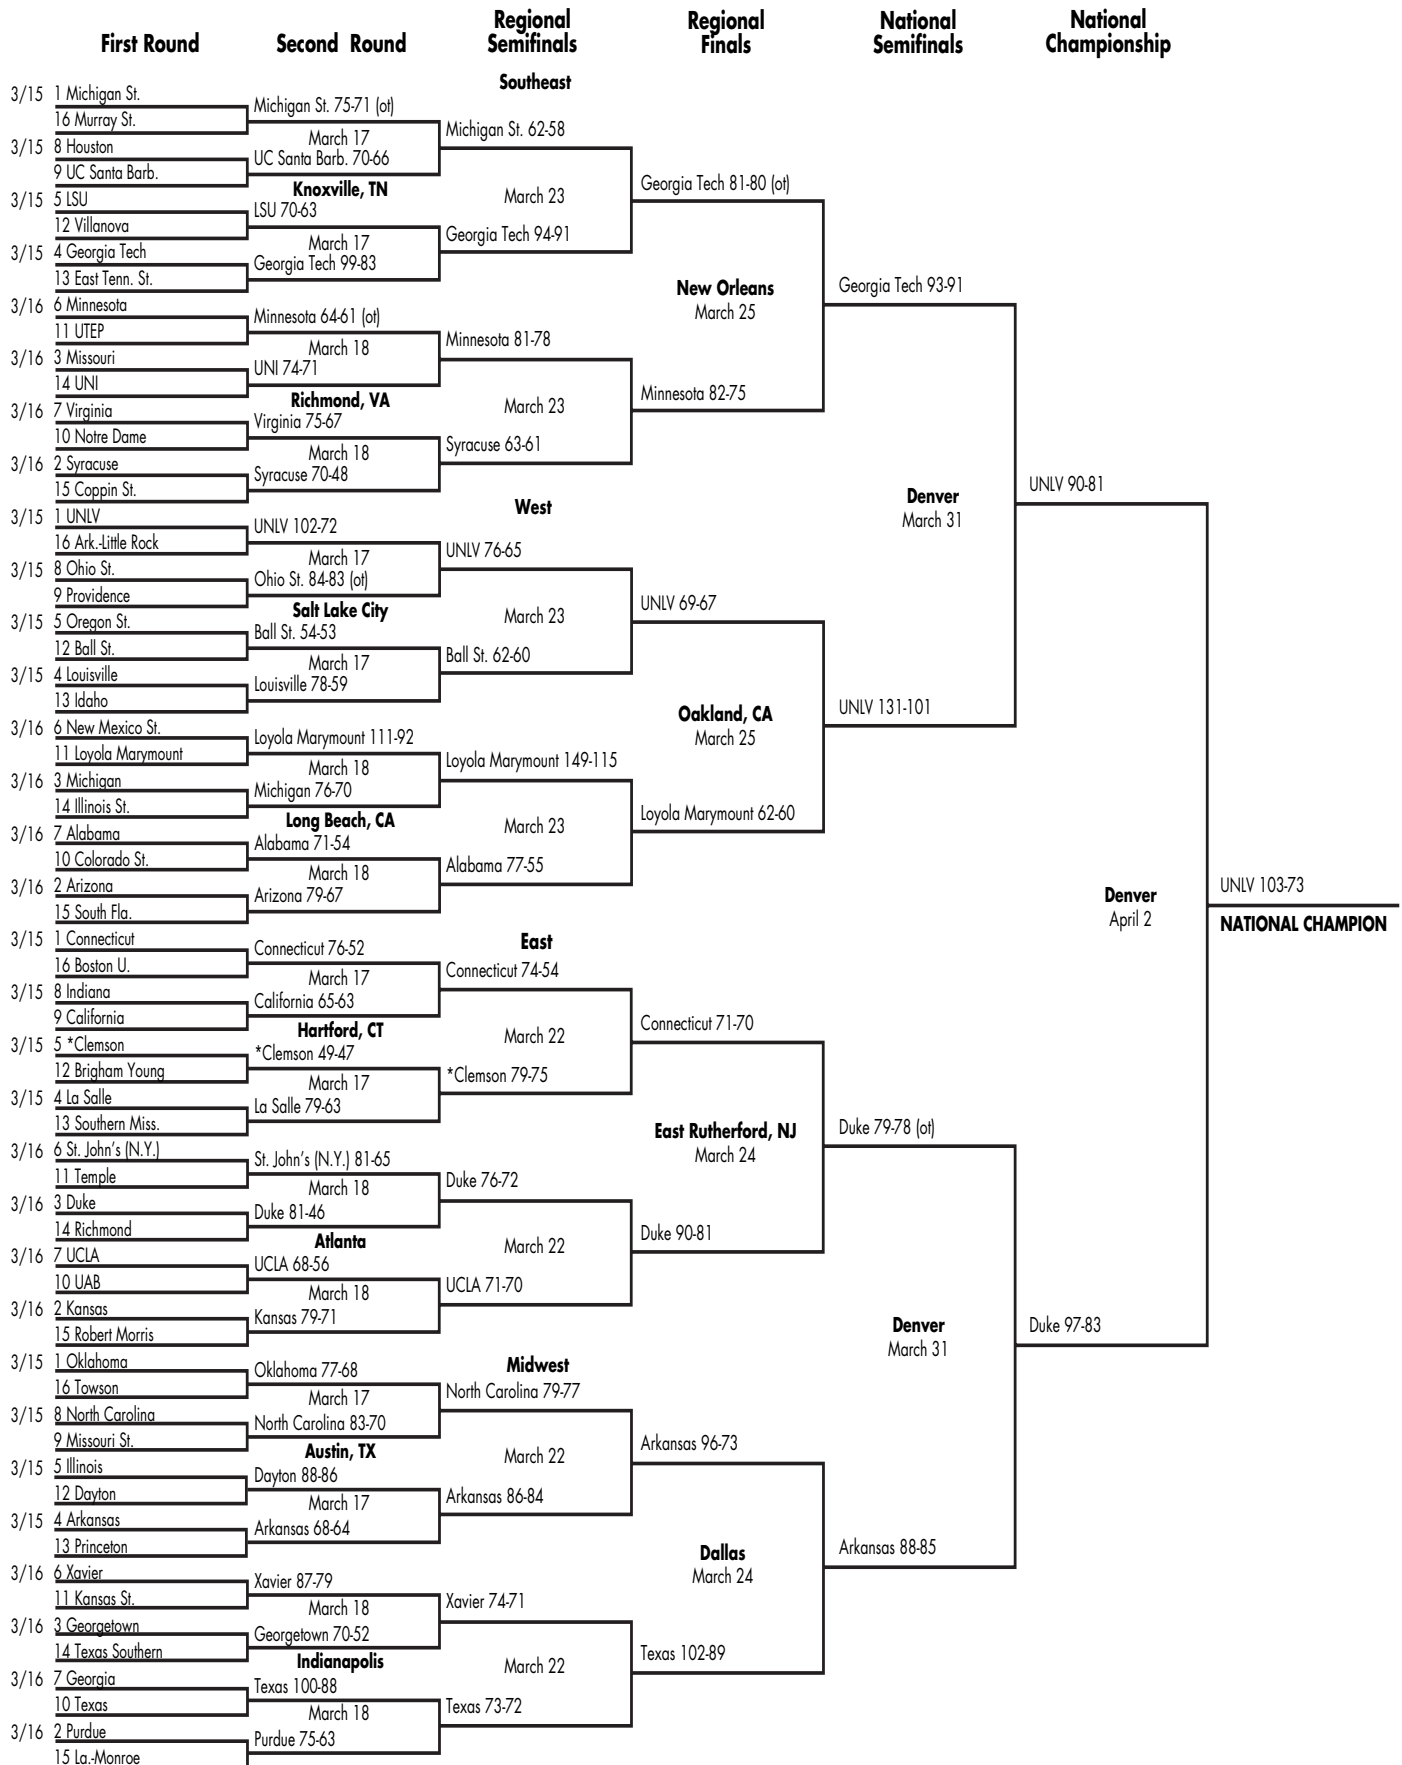 First Round
Second Round
Regional
Semifinals
Regional
Finals
National
Semifinals
National
Championship
Southeast
3/15 1 Michigan St.
16 Murray St.
3/15 8 Houston
9 UC Santa Barb.
3/15 5 LSU
12 Villanova
3/15 4 Georgia Tech
13 East Tenn. St.
3/16 6 Minnesota
11 UTEP
3/16 3 Missouri
14 UNI
3/16 7 Virginia
10 Notre Dame
3/16 2 Syracuse
15 Coppin St.
Michigan St. 75-71 (ot)
March 17
UC Santa Barb. 70-66
Knoxville, TN
LSU 70-63
March 17
Georgia Tech 99-83
Minnesota 64-61 (ot)
March 18
UNI 74-71
Richmond, VA
Virginia 75-67
March 18
Syracuse 70-48
Michigan St. 62-58
March 23
Georgia Tech 94-91
Minnesota 81-78
March 23
Syracuse 63-61
Georgia Tech 81-80 (ot)
New Orleans
March 25
Minnesota 82-75
Georgia Tech 93-91
West
3/15 1 UNLV
16 Ark.-Little Rock
3/15 8 Ohio St.
9 Providence
3/15 5 Oregon St.
12 Ball St.
3/15 4 Louisville
13 Idaho
3/16 6 New Mexico St.
11 Loyola Marymount
3/16 3 Michigan
14 Illinois St.
3/16 7 Alabama
10 Colorado St.
3/16 2 Arizona
15 South Fla.
UNLV 102-72
March 17
Ohio St. 84-83 (ot)
Salt Lake City
Ball St. 54-53
March 17
Louisville 78-59
Loyola Marymount 111-92
March 18
Michigan 76-70
Long Beach, CA
Alabama 71-54
March 18
Arizona 79-67
UNLV 76-65
March 23
Ball St. 62-60
Loyola Marymount 149-115
March 23
Alabama 77-55
UNLV 69-67
Oakland, CA
March 25
Loyola Marymount 62-60
UNLV 131-101
Denver
March 31
UNLV 90-81
East
3/15 1 Connecticut
16 Boston U.
3/15 8 Indiana
9 California
3/15 5 *Clemson
12 Brigham Young
3/15 4 La Salle
13 Southern Miss.
3/16 6 St. John's (N.Y.)
11 Temple
3/16 3 Duke
14 Richmond
3/16 7 UCLA
10 UAB
3/16 2 Kansas
15 Robert Morris
Connecticut 76-52
March 17
California 65-63
Hartford, CT
*Clemson 49-47
March 17
La Salle 79-63
St. John's (N.Y.) 81-65
March 18
Duke 81-46
Atlanta
UCLA 68-56
March 18
Kansas 79-71
Connecticut 74-54
March 22
*Clemson 79-75
Duke 76-72
March 22
UCLA 71-70
Connecticut 71-70
East Rutherford, NJ
March 24
Duke 90-81
Duke 79-78 (ot)
Midwest
3/15 1 Oklahoma
16 Towson
3/15 8 North Carolina
9 Missouri St.
3/15 5 Illinois
12 Dayton
3/15 4 Arkansas
13 Princeton
3/16 6 Xavier
11 Kansas St.
3/16 3 Georgetown
14 Texas Southern
3/16 7 Georgia
10 Texas
3/16 2 Purdue
15 La.-Monroe
Oklahoma 77-68
March 17
North Carolina 83-70
Austin, TX
Dayton 88-86
March 17
Arkansas 68-64
Xavier 87-79
March 18
Georgetown 70-52
Indianapolis
Texas 100-88
March 18
Purdue 75-63
North Carolina 79-77
March 22
Arkansas 86-84
Xavier 74-71
March 22
Texas 73-72
Arkansas 96-73
Dallas
March 24
Texas 102-89
Arkansas 88-85
Denver
March 31
Duke 97-83
Denver
April 2
UNLV 103-73
NATIONAL CHAMPION